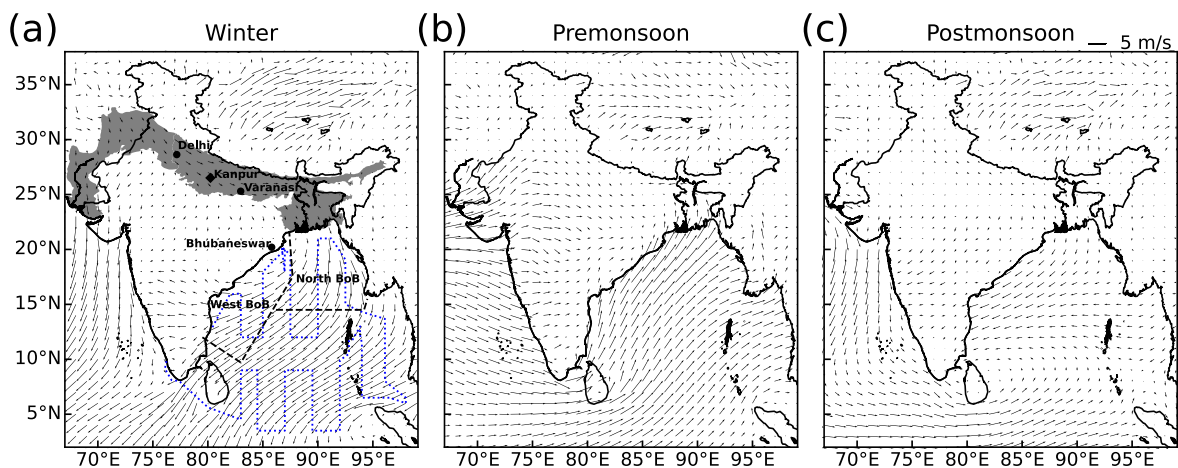 (a) Winter (b) Premonsoon (c) Postmonsoon 5 m/s
35°N
30°N
Delhi
Kanpur
25°N
Varanasi
20°N
Bhubaneswar
North BoB
15°N
West BoB
10°N
5°N
70°E 75°E 80°E 85°E 90°E 95°E 70°E 75°E 80°E 85°E 90°E 95°E 70°E 75°E 80°E 85°E 90°E 95°E